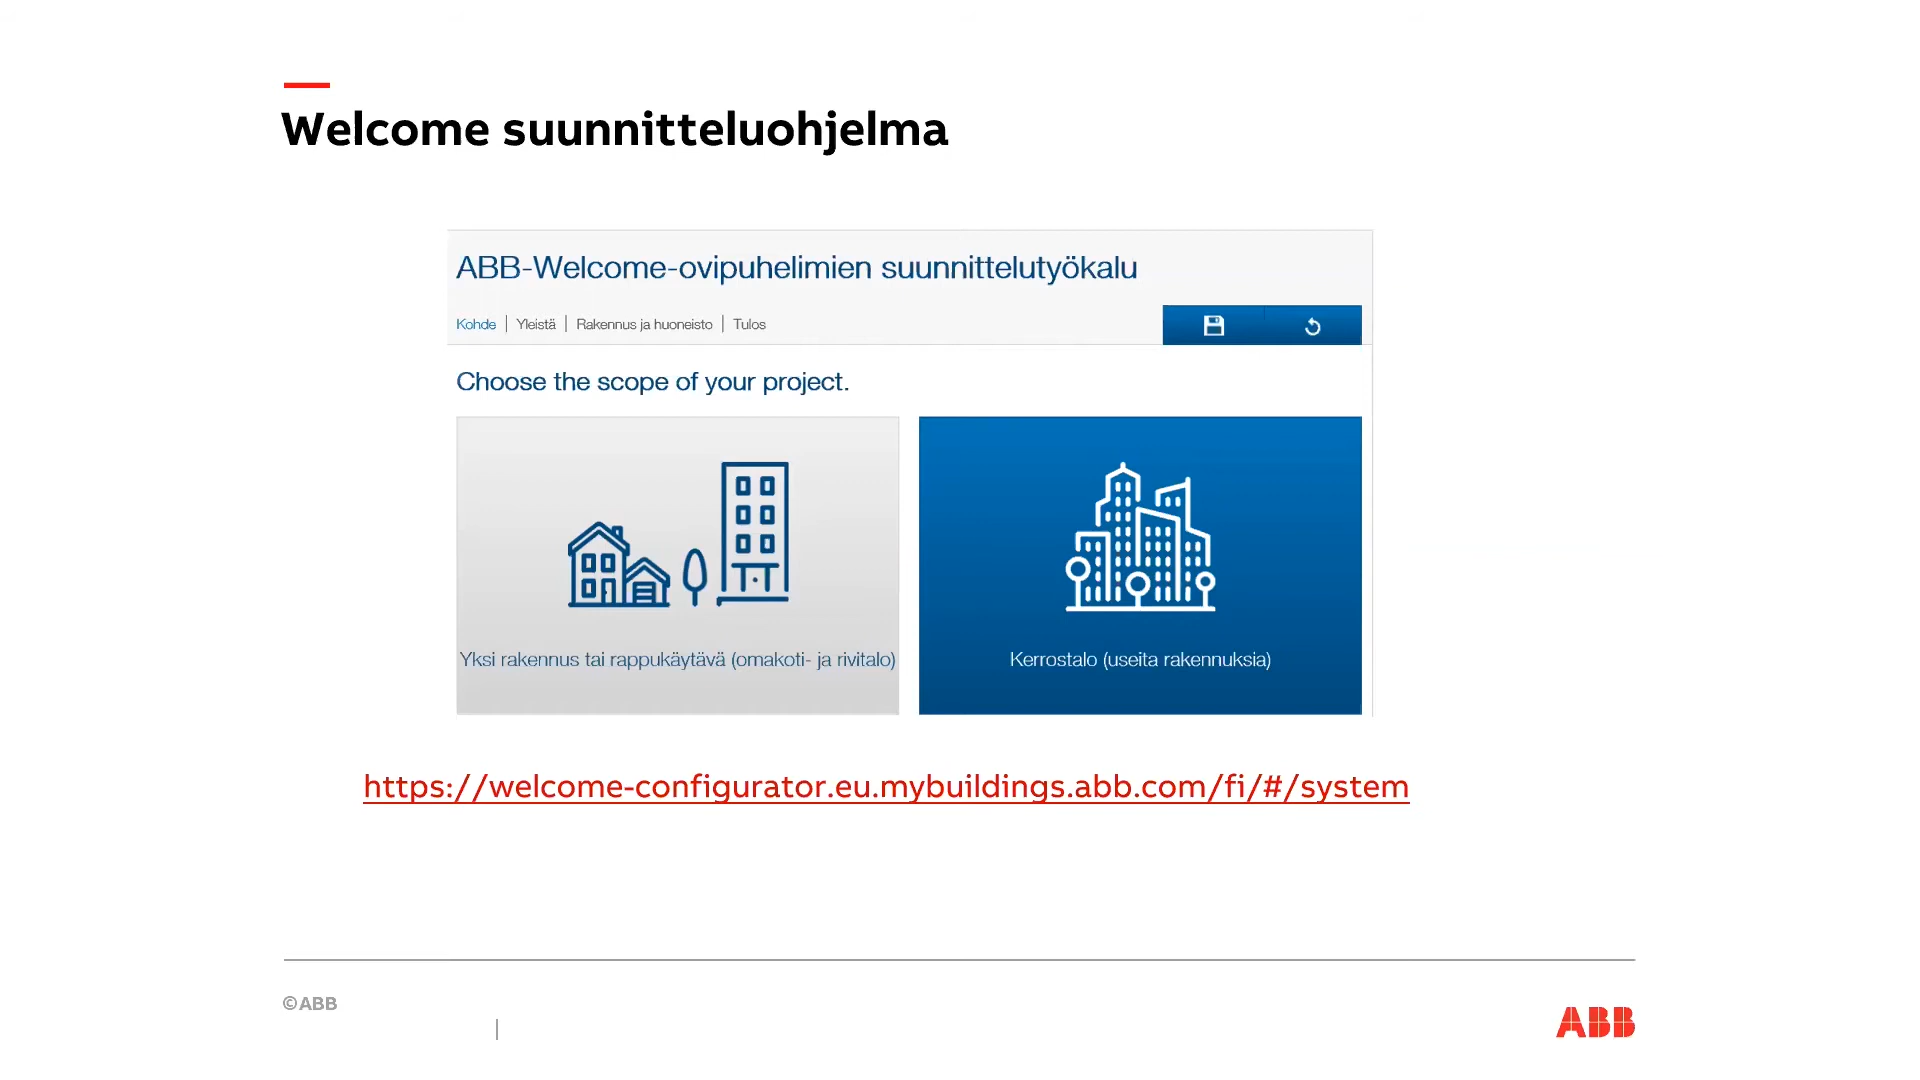 Welcome suunnitteluohjelma
ABB-Welcome-ovipuhelimien suunnittelutyökalu
Kohde | Yleistä | Rakennus ja huoneisto | Tulos
Choose the scope of your project.
Yksi rakennus tai rappukäytävä (omakoti- ja rivitalo)
Kerrostalo (useita rakennuksia)
https://welcome-configurator.eu.mybuildings.abb.com/fi/#/system
©ABB
ABB